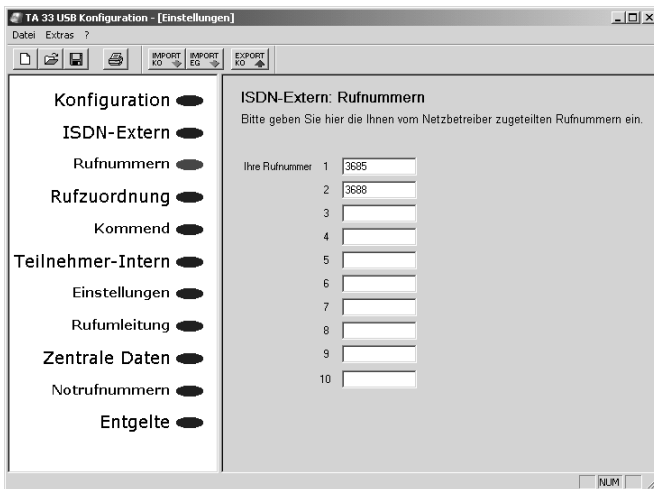 TA 33 USB Konfiguration - [Einstellungen]
Datei Extras ?
IMPORT KO IMPORT EG EXPORT KO
Konfiguration
ISDN-Extern
Rufnummern
Rufzuordnung
Kommend
Teilnehmer-Intern
Einstellungen
Rufumleitung
Zentrale Daten
Notrufnummern
Entgelte
ISDN-Extern: Rufnummern
Bitte geben Sie hier die Ihnen vom Netzbetreiber zugeteilten Rufnummern ein.
Ihre Rufnummer 1 3685
2 3688
3
4
5
6
7
8
9
10
NUM